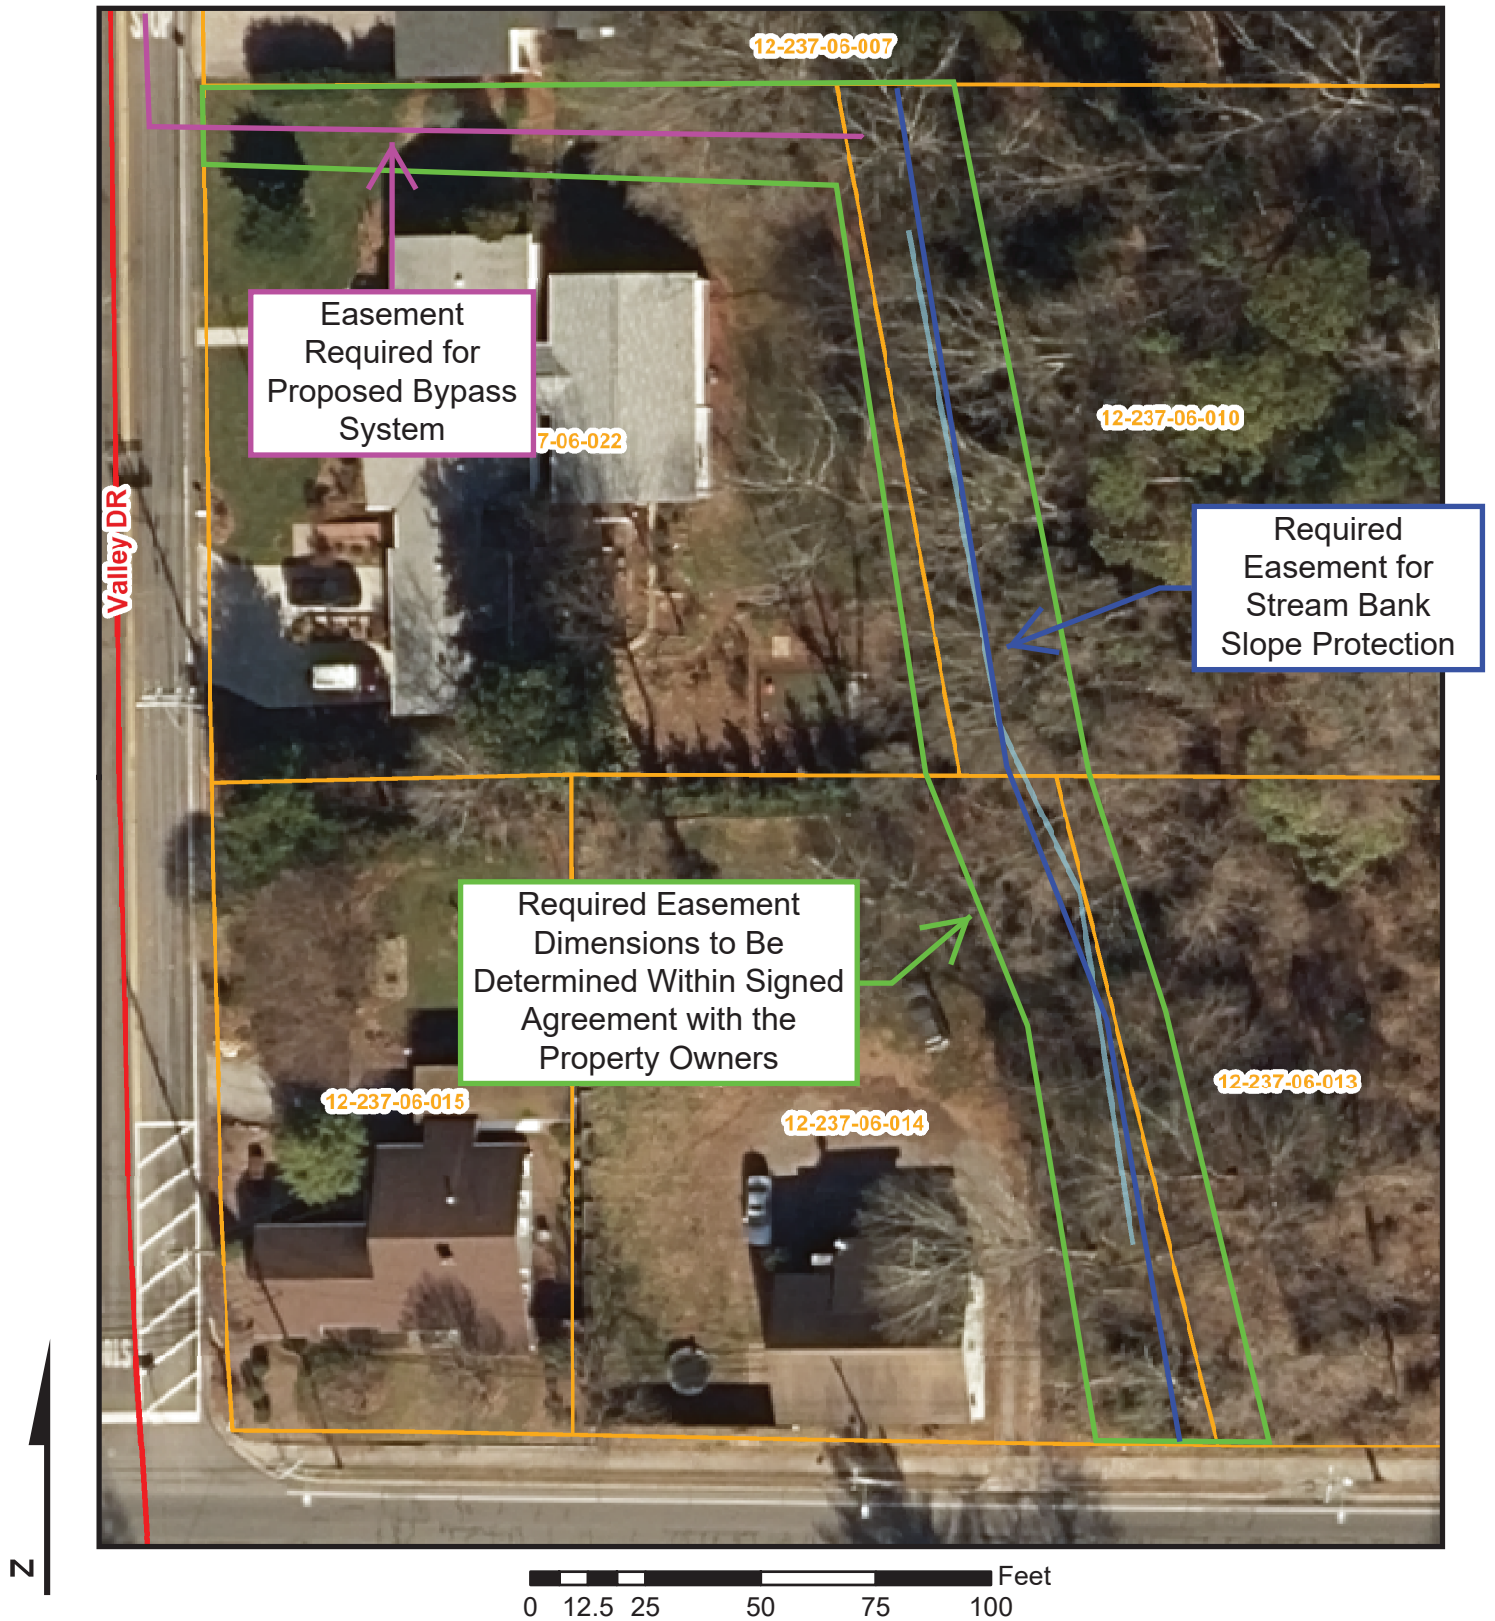 12-237-06-007
Easement
Required for
Proposed Bypass
System
7-06-022
12-237-06-010
Valley DR
Required
Easement for
Stream Bank
Slope Protection
Required Easement
Dimensions to Be
Determined Within Signed
Agreement with the
Property Owners
12-237-06-015
12-237-06-014
12-237-06-013
Z
Feet
0 12.5 25 50 75 100